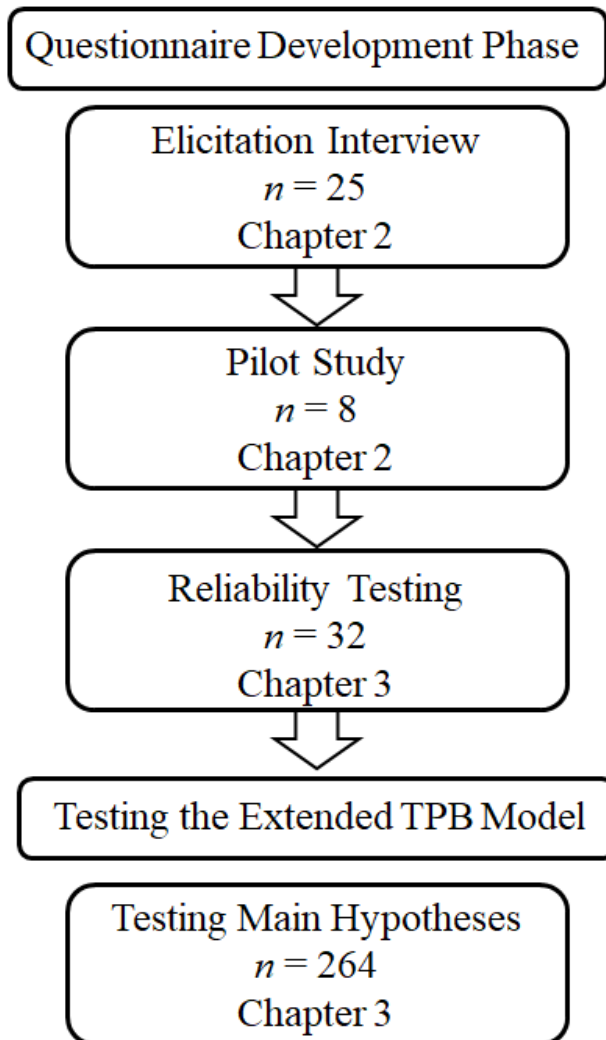 Questionnaire Development Phase
Elicitation Interview
n = 25
Chapter 2
Pilot Study
n = 8
Chapter 2
Reliability Testing
n = 32
Chapter 3
Testing the Extended TPB Model
Testing Main Hypotheses
n = 264
Chapter 3